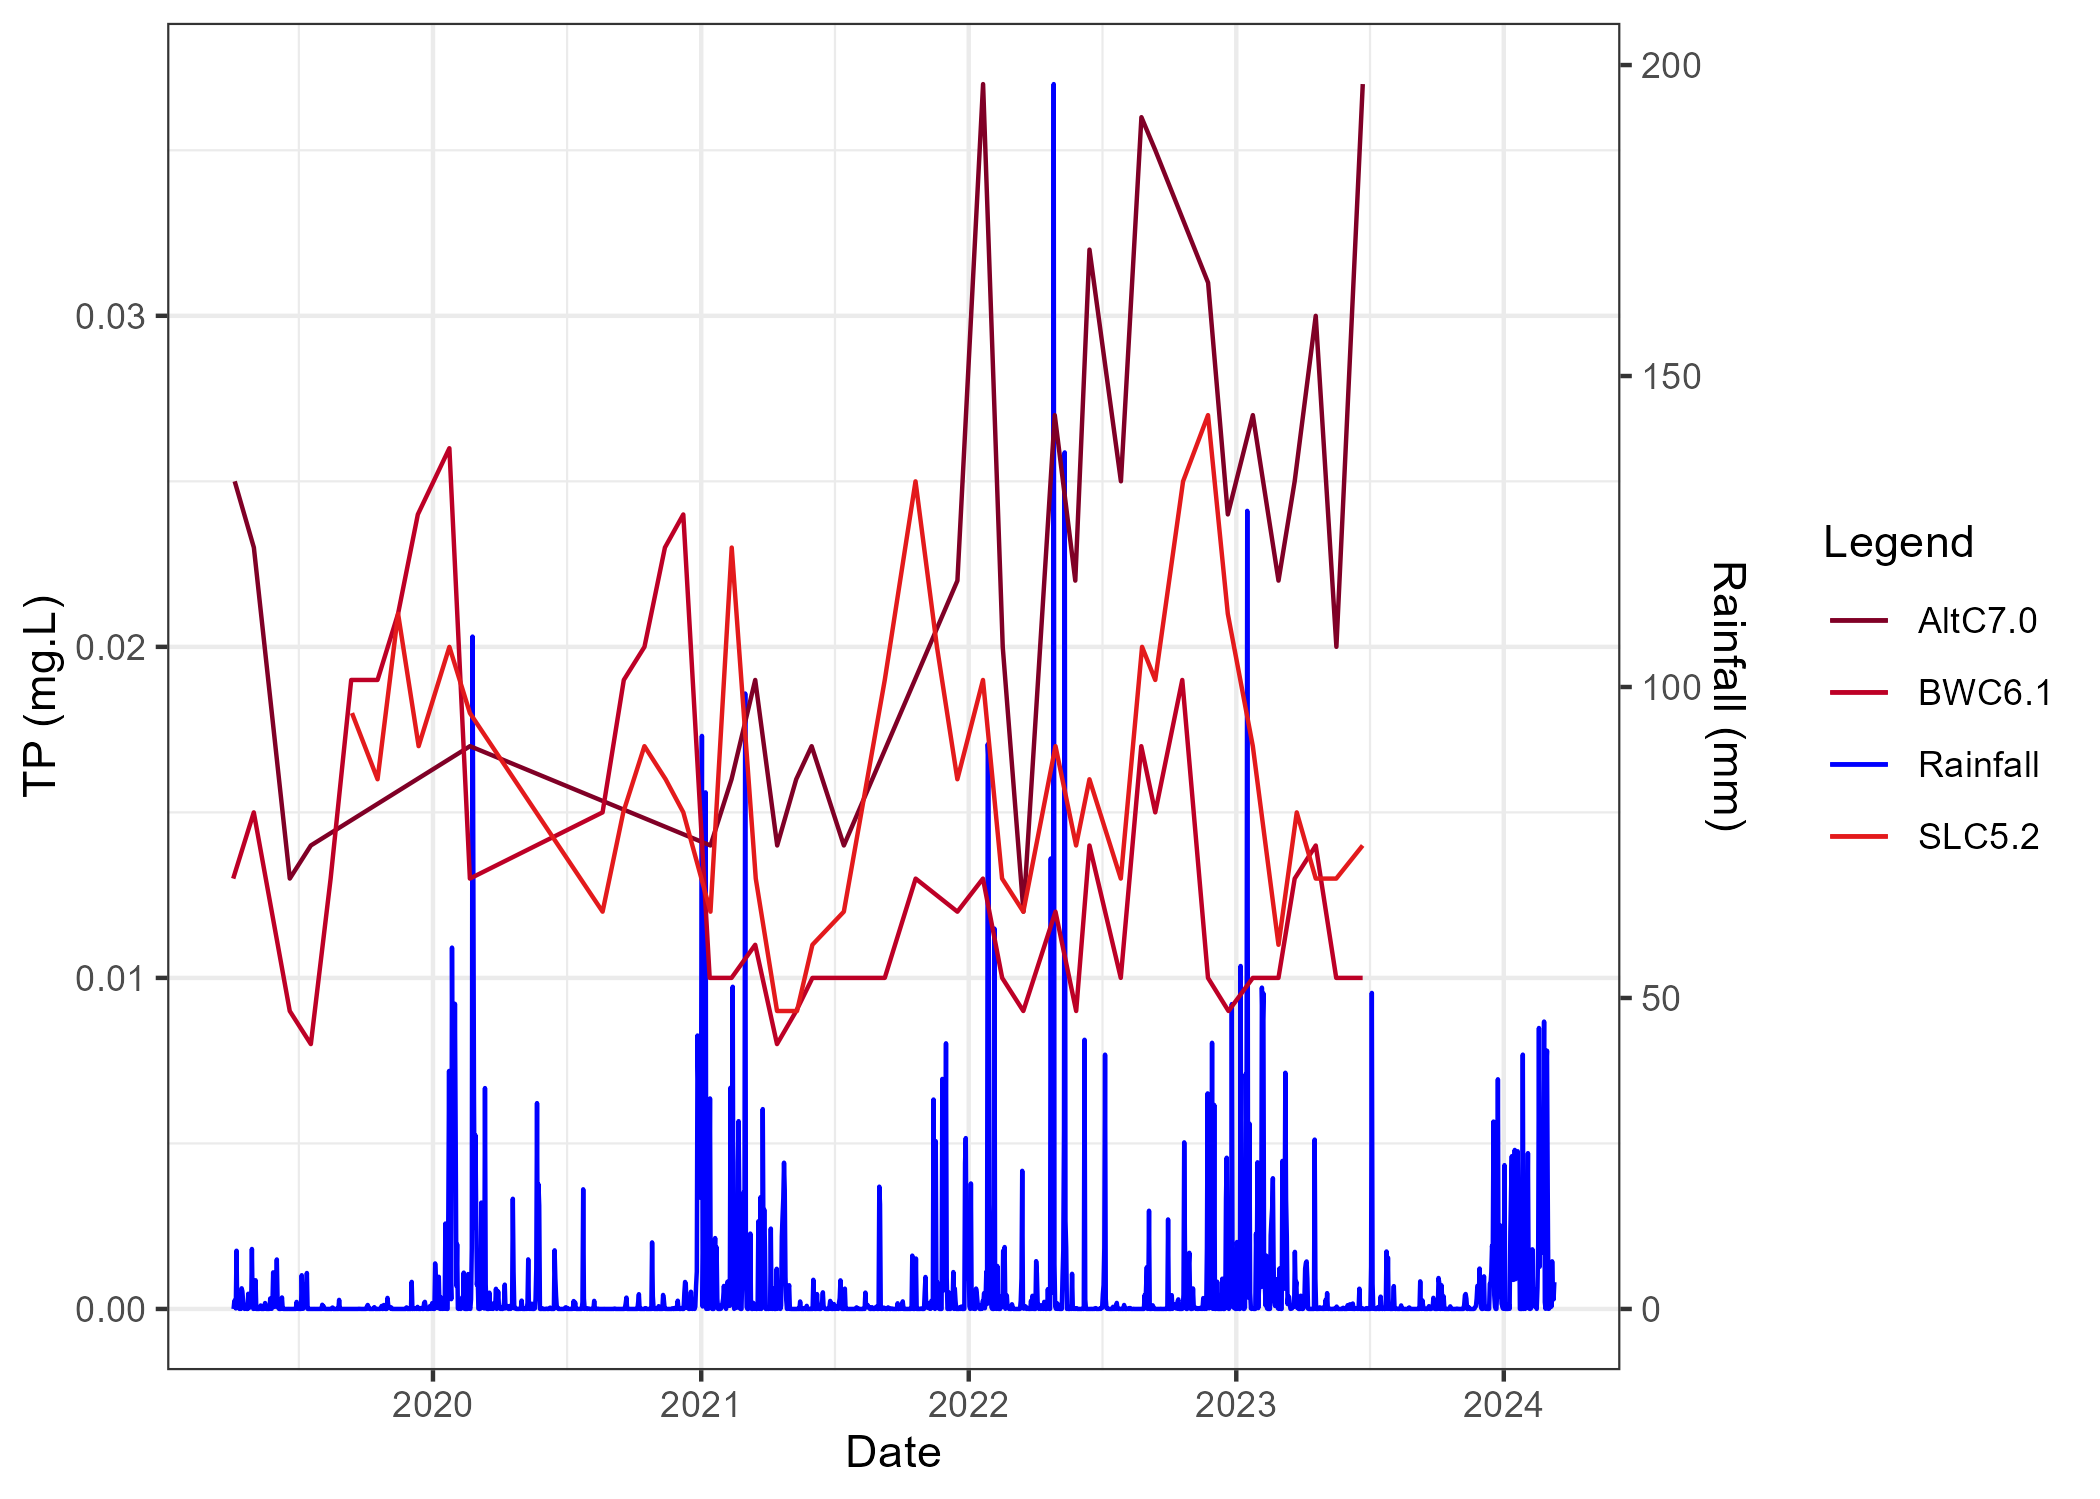 TP (mg.L)
0.03
0.02
0.01
0.00
200
150
100
50
0
Rainfall (mm)
2020
2021
2022
2023
2024
Date
Legend
AltC7.0
BWC6.1
Rainfall
SLC5.2